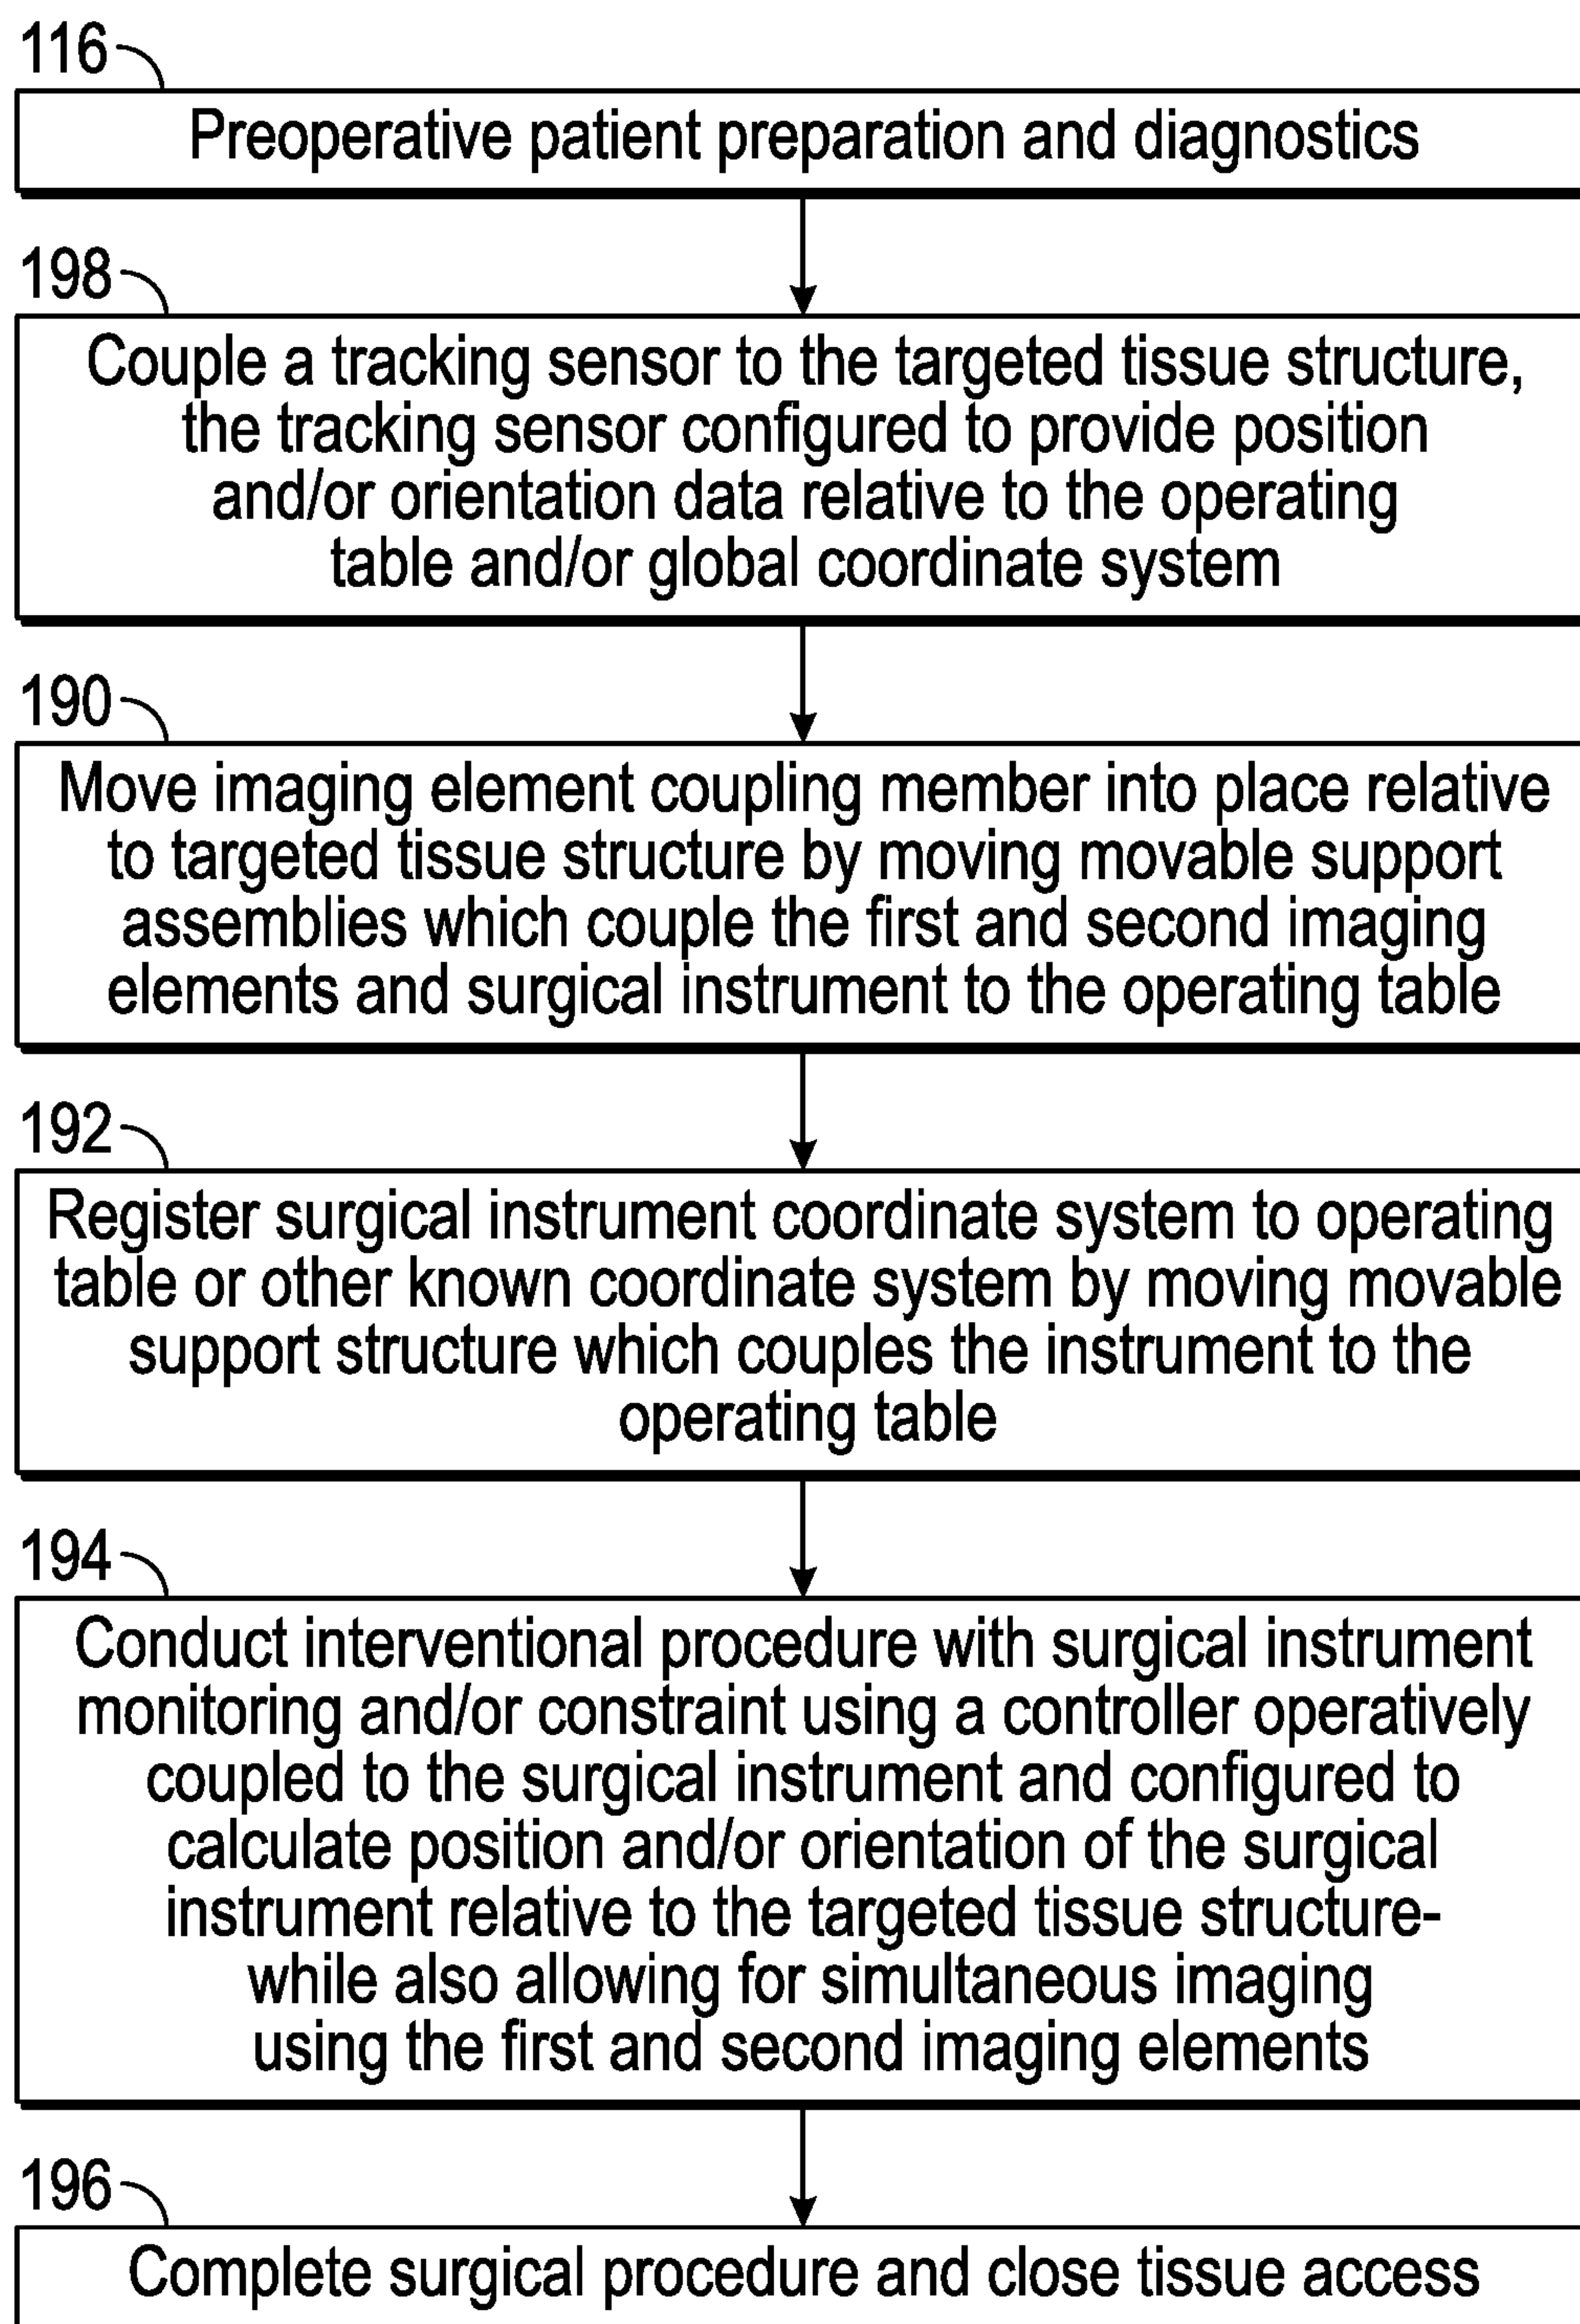 116
Preoperative patient preparation and diagnostics
198
Couple a tracking sensor to the targeted tissue structure,
the tracking sensor configured to provide position
and/or orientation data relative to the operating
table and/or global coordinate system
190
Move imaging element coupling member into place relative
to targeted tissue structure by moving movable support
assemblies which couple the first and second imaging
elements and surgical instrument to the operating table
192
Register surgical instrument coordinate system to operating
table or other known coordinate system by moving movable
support structure which couples the instrument to the
operating table
194
Conduct interventional procedure with surgical instrument
monitoring and/or constraint using a controller operatively
coupled to the surgical instrument and configured to
calculate position and/or orientation of the surgical
instrument relative to the targeted tissue structure-
while also allowing for simultaneous imaging
using the first and second imaging elements
196
Complete surgical procedure and close tissue access